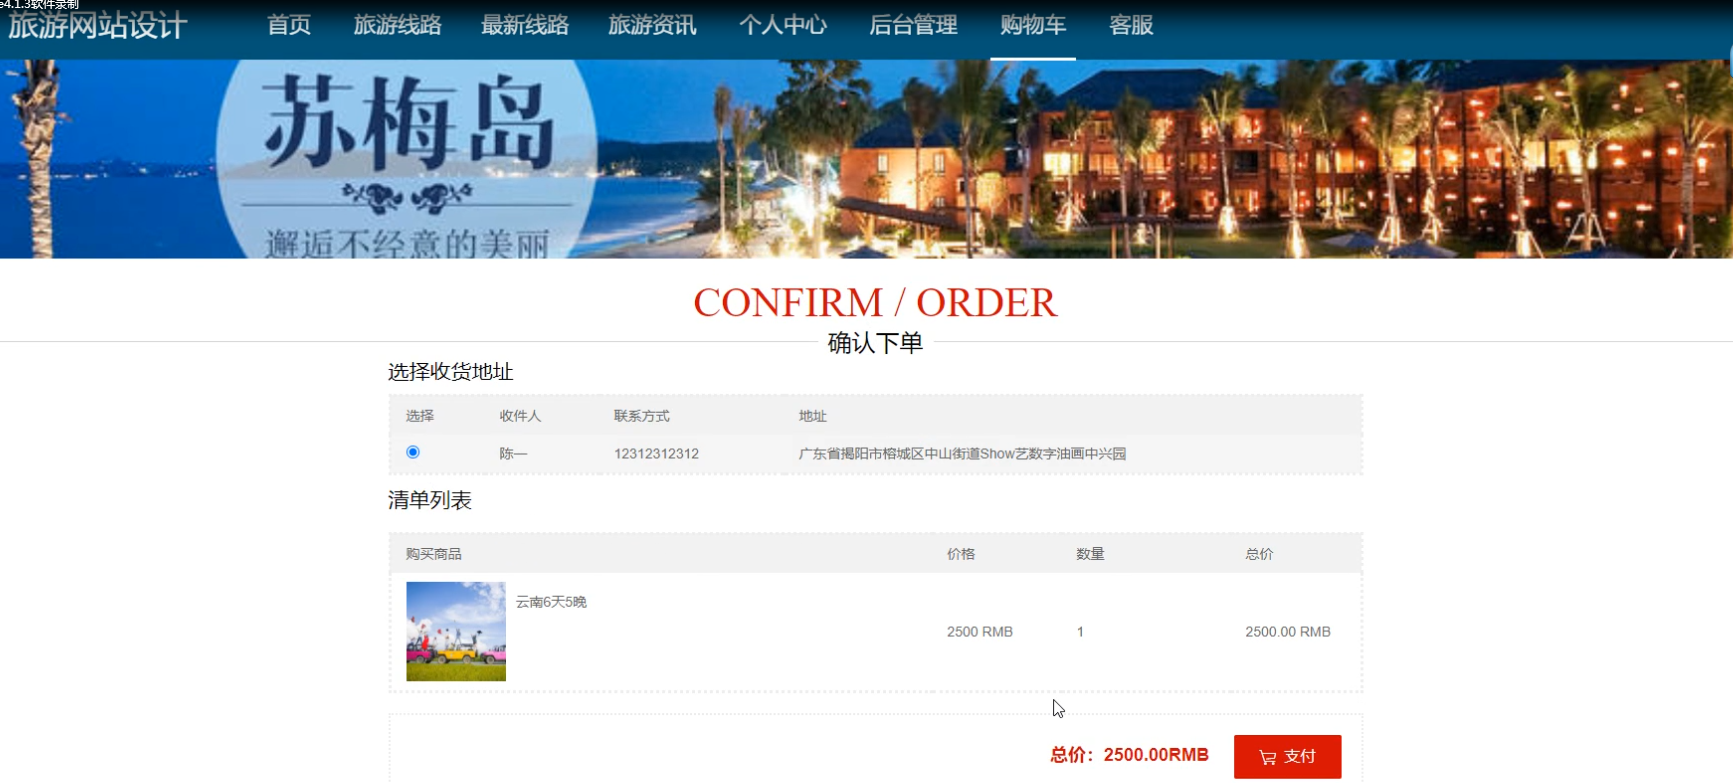 e4.1.3软件录制
旅游网站设计 首页 旅游线路 最新线路 旅游资讯 个人中心 后台管理 购物车 客服
苏梅岛
邂逅不经意的美丽
CONFIRM / ORDER
确认下单
选择收货地址
选择 收件人 联系方式 地址
陈一 12312312312 广东省揭阳市榕城区中山街道Show艺数字油画中兴园
清单列表
购买商品 价格 数量 总价
云南6天5晚
2500 RMB 1 2500.00 RMB
总价：2500.00RMB 支付